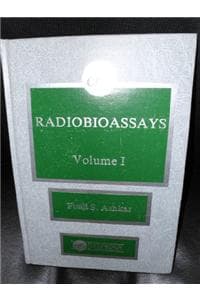 RADIOBIOASSAYS
Volume I
Fuad S. Ashkar